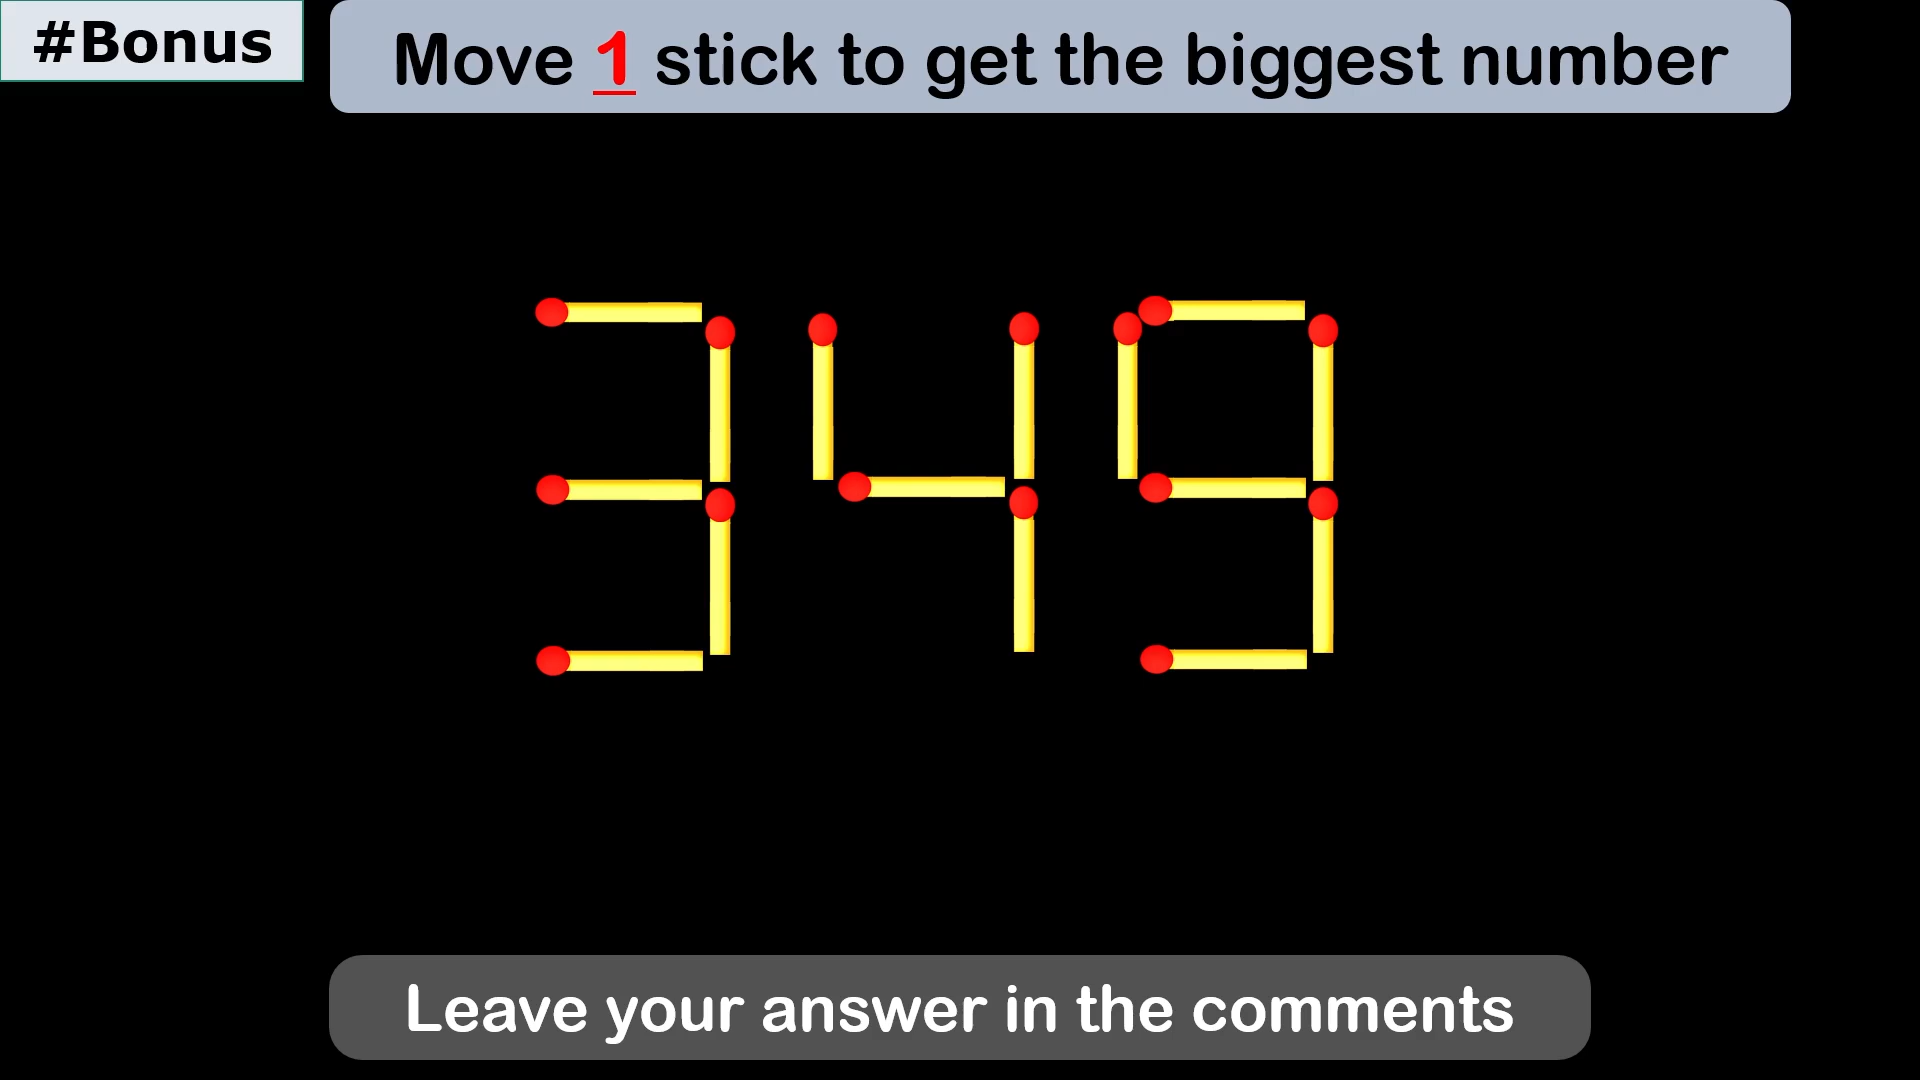 #Bonus
Move 1 stick to get the biggest number
349
Leave your answer in the comments